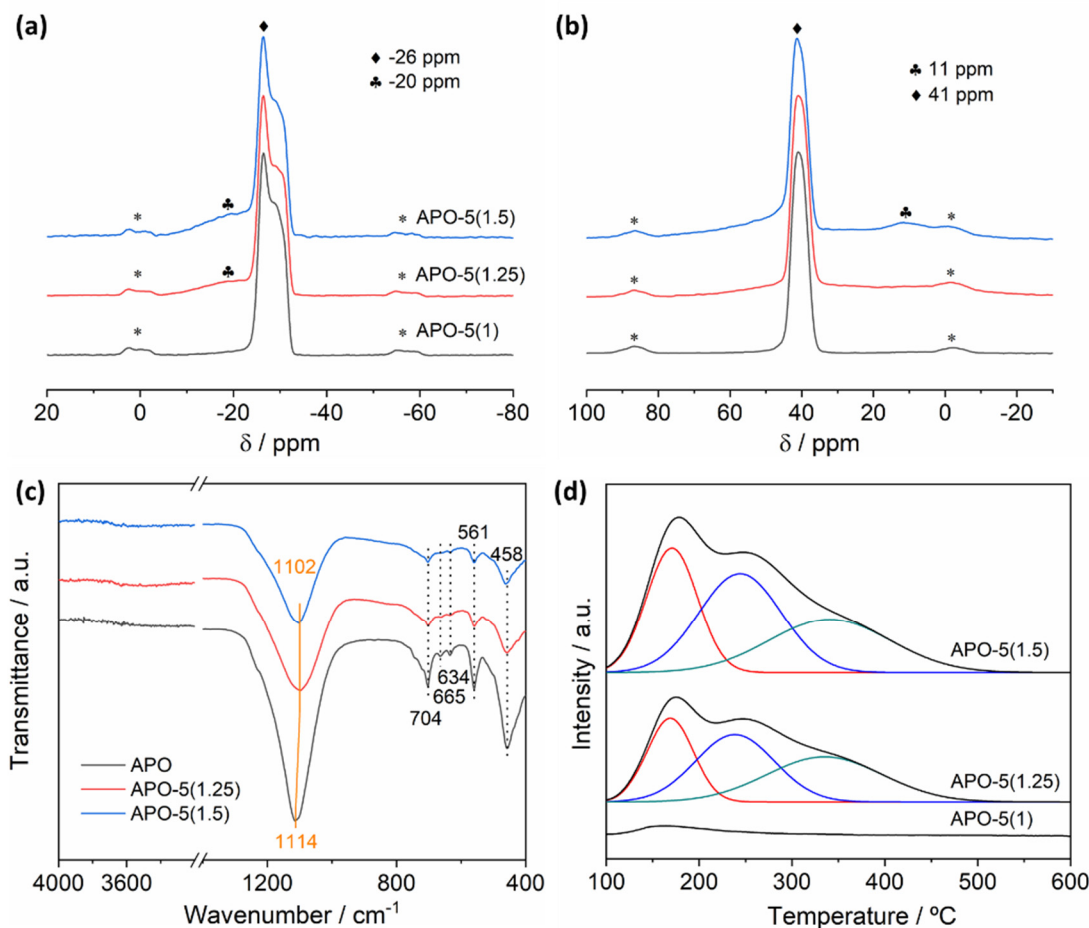 (a)
♦
♦ -26 ppm
♣ -20 ppm
♣
* * APO-5(1.5)
♣
* * APO-5(1.25)
* * APO-5(1)
20 0 -20 -40 -60 -80
δ / ppm
(b)
♦
♣ 11 ppm
♦ 41 ppm
* ♣ *
* *
* *
100 80 60 40 20 0 -20
δ / ppm
(c)
Transmittance / a.u.
1102
561
458
634
665
704
APO
APO-5(1.25)
APO-5(1.5)
1114
4000 3600 1100 800 400
Wavenumber / cm⁻¹
(d)
Intensity / a.u.
APO-5(1.5)
APO-5(1.25)
APO-5(1)
100 200 300 400 500 600
Temperature / ºC